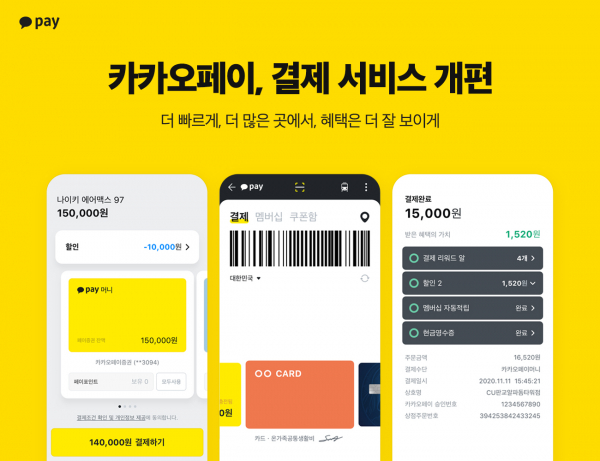 pay
카카오페이, 결제 서비스 개편
더 빠르게, 더 많은 곳에서, 혜택은 더 잘 보이게
나이키 에어맥스 97
150,000원
할인 -10,000원
pay 머니
페이증권 잔액 150,000원
카카오페이증권 (**3094)
페이포인트 보유 0 모두사용
결제조건 확인 및 개인정보 제공에 동의합니다.
140,000원 결제하기
pay
결제 멤버십 쿠폰함
대한민국
0원
CARD
카드 · 온가족공통생활비
결제완료
15,000원
받은 혜택의 가치 1,520원
결제 리워드 알 4개
할인 2 1,520원
멤버십 자동적립 완료
현금영수증 완료
주문금액 16,520원
결제수단 카카오페이머니
결제일시 2020.11.11 15:45:21
상호명 CU판교알파돔타워점
카카오페이 승인번호 1234567890
상점주문번호 394253842433245